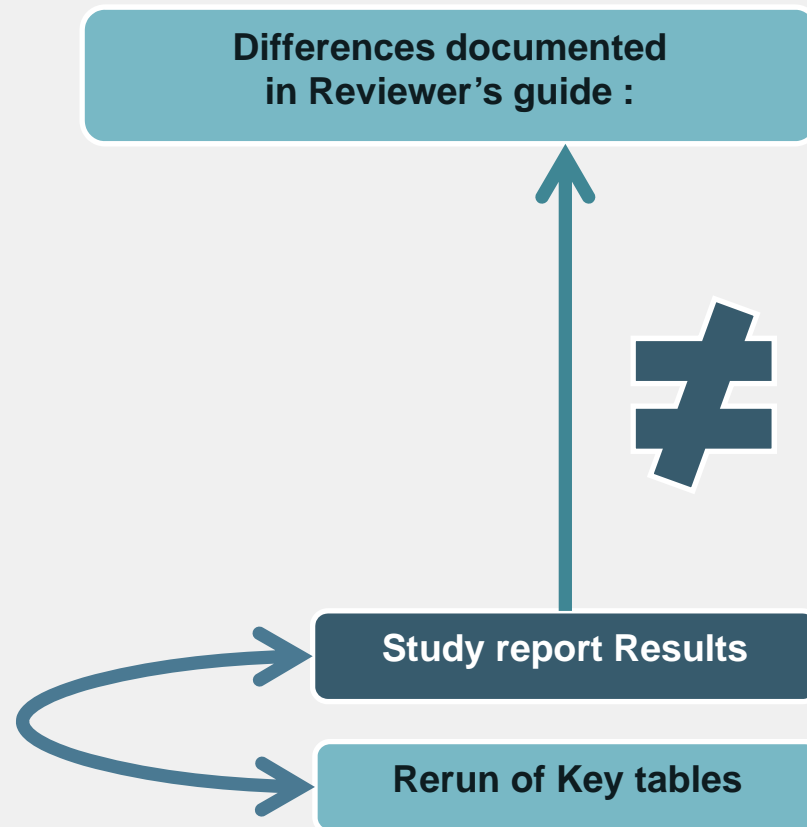 Differences documented
in Reviewer’s guide :
≠
Study report Results
Rerun of Key tables